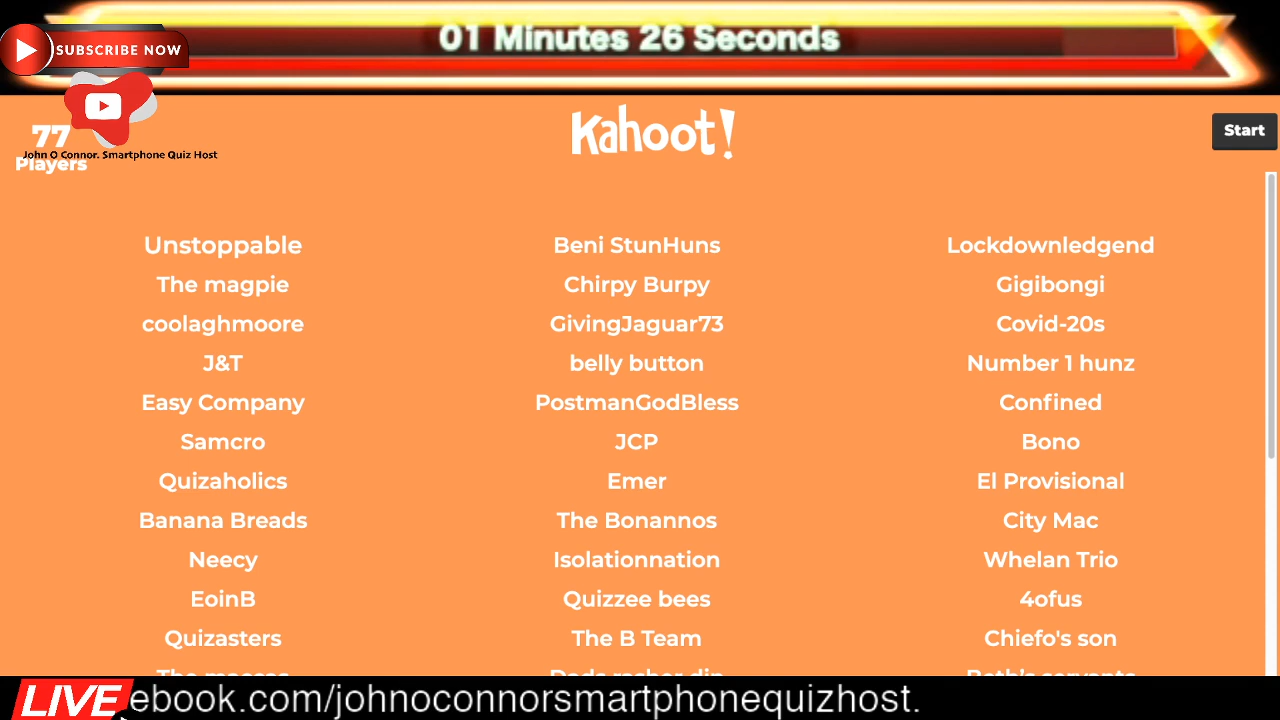 01 Minutes 26 Seconds
SUBSCRIBE NOW
Kahoot!
Start
77
Players
John O Connor. Smartphone Quiz Host
Unstoppable
Beni StunHuns
Lockdownledgend
The magpie
Chirpy Burpy
Gigibongi
coolaghmoore
GivingJaguar73
Covid-20s
J&T
belly button
Number 1 hunz
Easy Company
PostmanGodBless
Confined
Samcro
JCP
Bono
Quizaholics
Emer
El Provisional
Banana Breads
The Bonannos
City Mac
Neecy
Isolationnation
Whelan Trio
EoinB
Quizzee bees
4ofus
Quizasters
The B Team
Chiefo's son
LIVE
ebook.com/johnoconnorsmartphonequizhost.